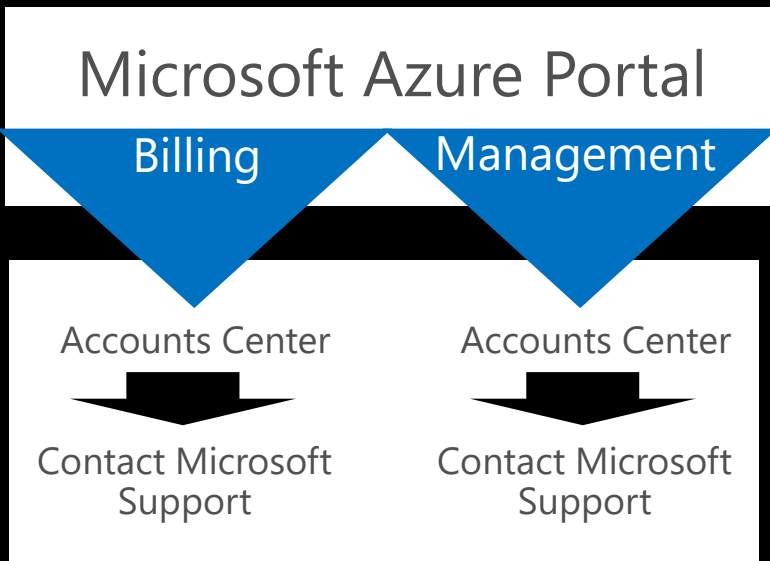 Microsoft Azure Portal
Billing
Management
Accounts Center
Contact Microsoft
Support
Accounts Center
Contact Microsoft
Support